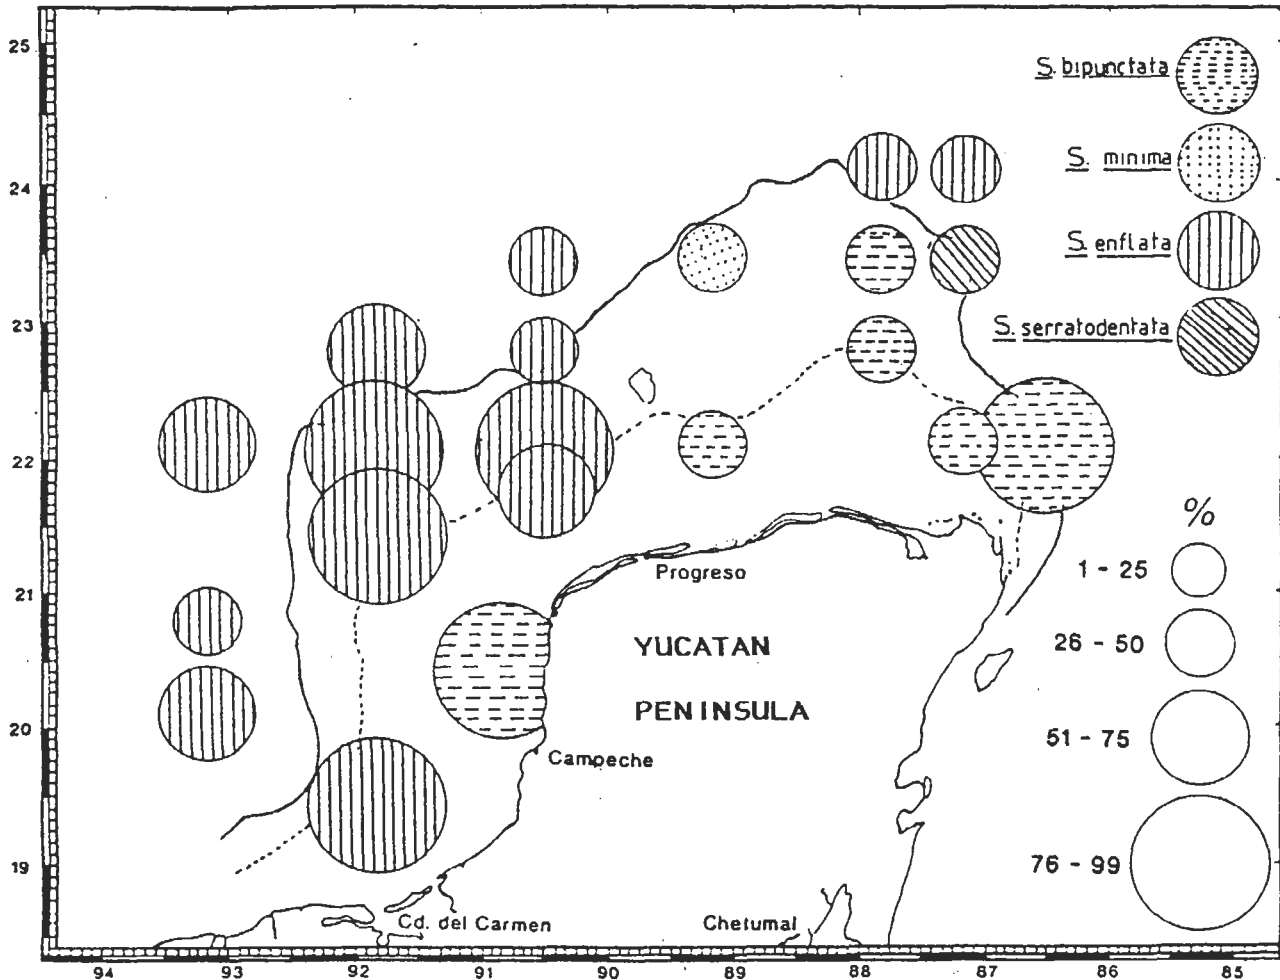 25
24
23
22
21
20
19
S. bipunctata
S. minima
S. enflata
S. serratodentata
%
1 - 25
26 - 50
51 - 75
76 - 99
Progreso
YUCATAN
PENINSULA
Campeche
Cd. del Carmen
Chetumal
94 93 92 91 90 89 88 87 86 85